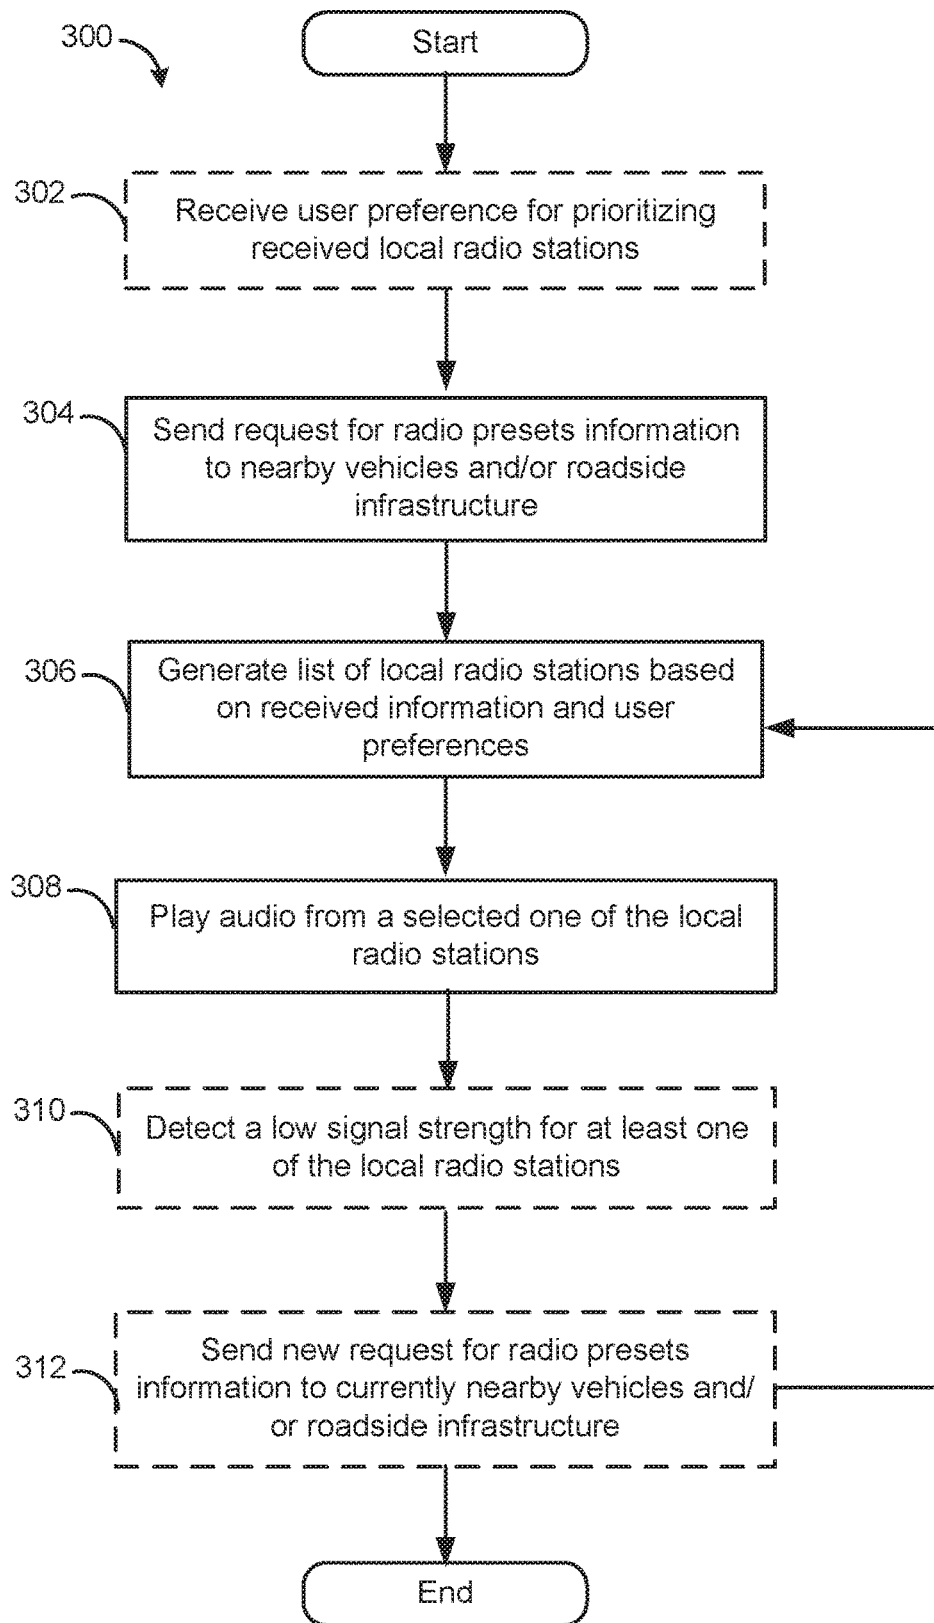 300
Start
302
Receive user preference for prioritizing
received local radio stations
304
Send request for radio presets information
to nearby vehicles and/or roadside
infrastructure
306
Generate list of local radio stations based
on received information and user
preferences
308
Play audio from a selected one of the local
radio stations
310
Detect a low signal strength for at least one
of the local radio stations
312
Send new request for radio presets
information to currently nearby vehicles and/
or roadside infrastructure
End